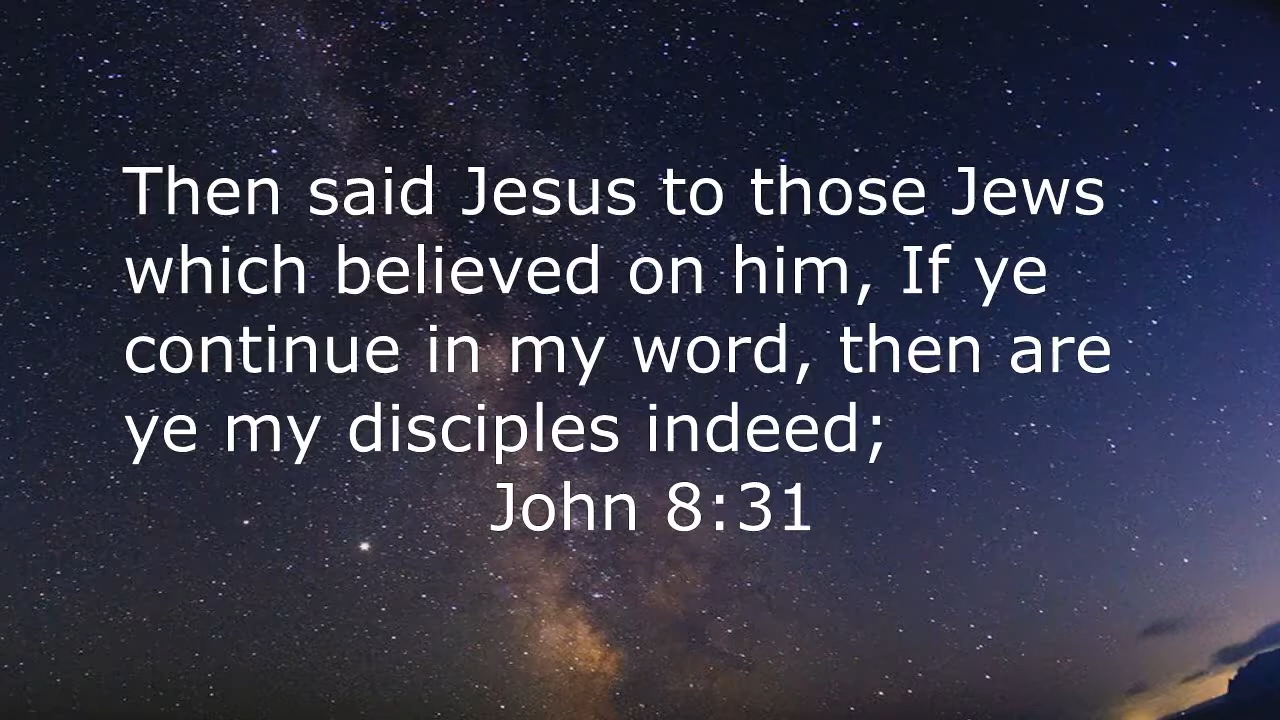 Then said Jesus to those Jews
which believed on him, If ye
continue in my word, then are
ye my disciples indeed;
John 8:31